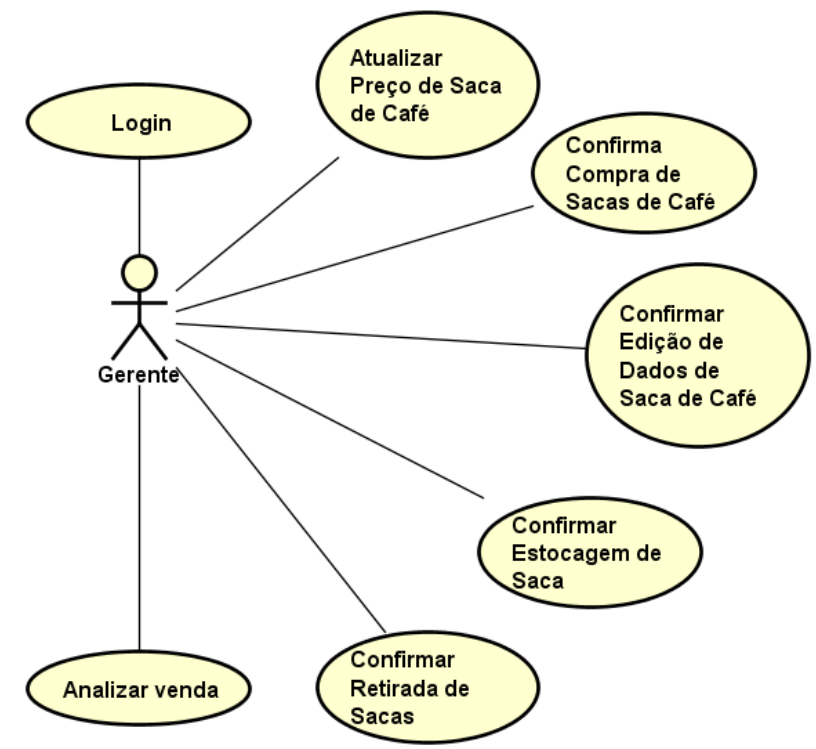 Atualizar
Preço de Saca
de Café
Login
Confirma
Compra de
Sacas de Café
Confirmar
Edição de
Dados de
Saca de Café
Gerente
Confirmar
Estocagem de
Saca
Confirmar
Retirada de
Sacas
Analizar venda